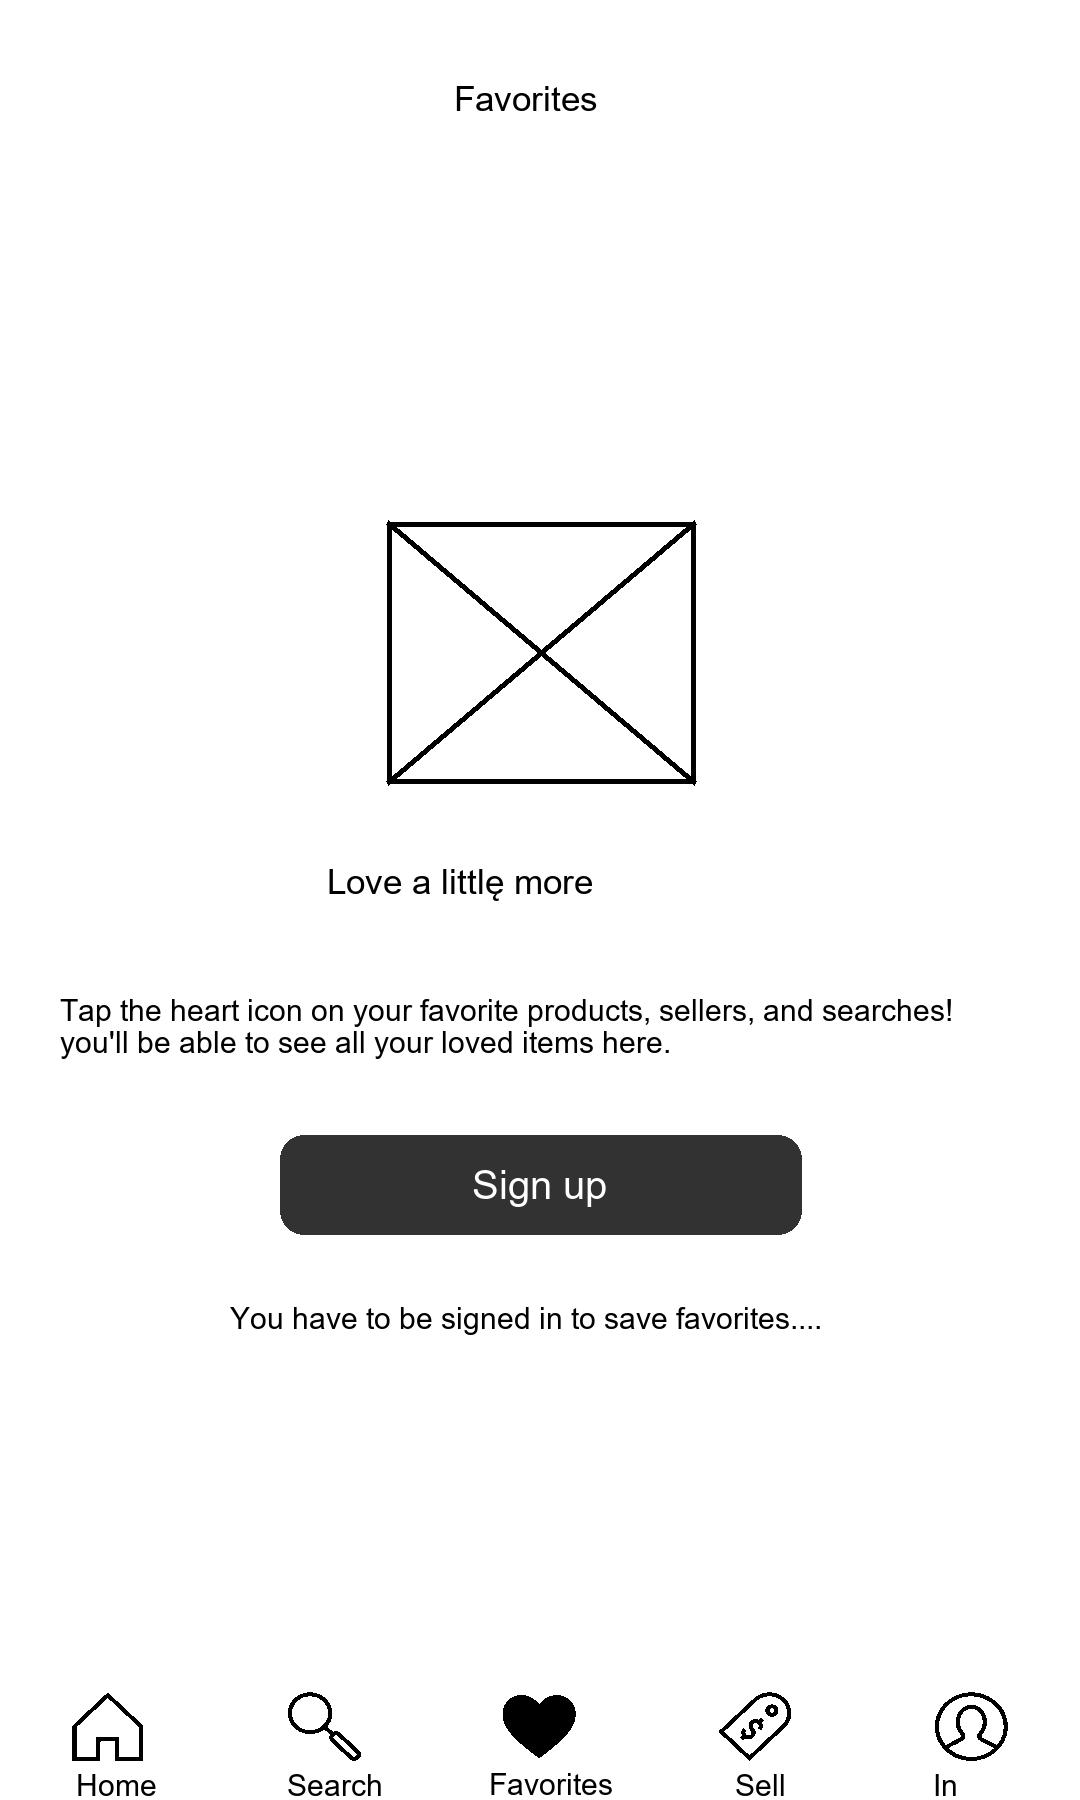 Favorites
Love a littlę more
Tap the heart icon on your favorite products, sellers, and searches!
you'll be able to see all your loved items here.
Sign up
You have to be signed in to save favorites....
Home Search Favorites Sell In